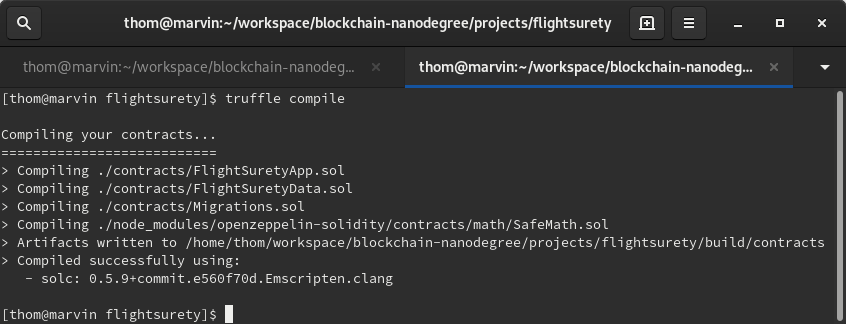 thom@marvin:~/workspace/blockchain-nanodegree/projects/flightsurety
thom@marvin:~/workspace/blockchain-nanodeg...
thom@marvin:~/workspace/blockchain-nanodeg...
[thom@marvin flightsurety]$ truffle compile
Compiling your contracts...
===========================
> Compiling ./contracts/FlightSuretyApp.sol
> Compiling ./contracts/FlightSuretyData.sol
> Compiling ./contracts/Migrations.sol
> Compiling ./node_modules/openzeppelin-solidity/contracts/math/SafeMath.sol
> Artifacts written to /home/thom/workspace/blockchain-nanodegree/projects/flightsurety/build/contracts
> Compiled successfully using:
   - solc: 0.5.9+commit.e560f70d.Emscripten.clang
[thom@marvin flightsurety]$